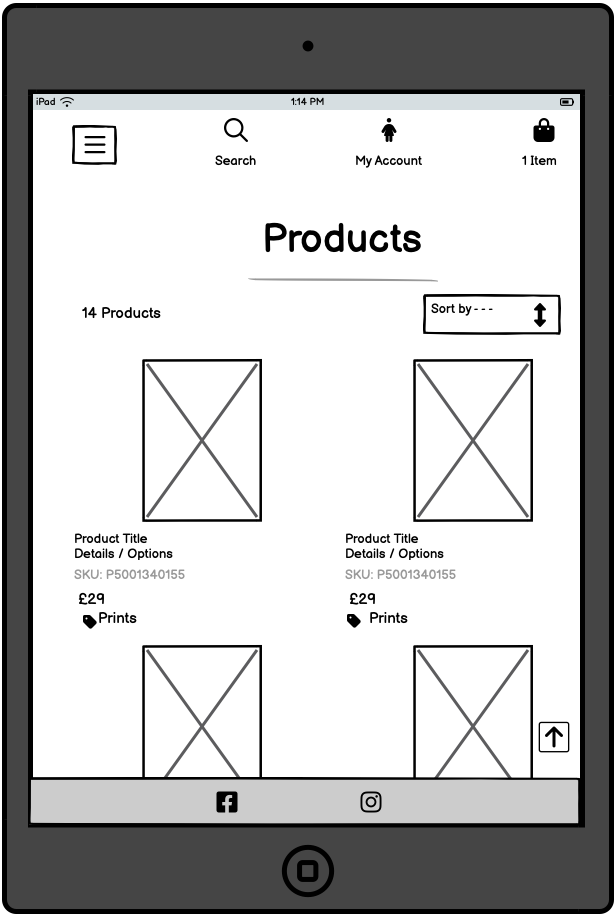 iPad 1:14 PM
Search My Account 1 Item
Products
14 Products Sort by---
Product Title Product Title
Details / Options Details / Options
SKU: P5001340155 SKU: P5001340155
£29 £29
Prints Prints